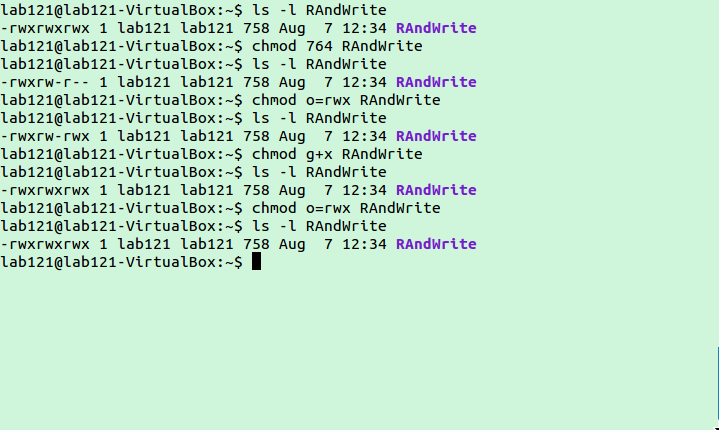 lab121@lab121-VirtualBox:~$ ls -l RAndWrite
-rwxrwxrwx 1 lab121 lab121 758 Aug  7 12:34 RAndWrite
lab121@lab121-VirtualBox:~$ chmod 764 RAndWrite
lab121@lab121-VirtualBox:~$ ls -l RAndWrite
-rwxrw-r-- 1 lab121 lab121 758 Aug  7 12:34 RAndWrite
lab121@lab121-VirtualBox:~$ chmod o=rwx RAndWrite
lab121@lab121-VirtualBox:~$ ls -l RAndWrite
-rwxrw-rwx 1 lab121 lab121 758 Aug  7 12:34 RAndWrite
lab121@lab121-VirtualBox:~$ chmod g+x RAndWrite
lab121@lab121-VirtualBox:~$ ls -l RAndWrite
-rwxrwxrwx 1 lab121 lab121 758 Aug  7 12:34 RAndWrite
lab121@lab121-VirtualBox:~$ chmod o=rwx RAndWrite
lab121@lab121-VirtualBox:~$ ls -l RAndWrite
-rwxrwxrwx 1 lab121 lab121 758 Aug  7 12:34 RAndWrite
lab121@lab121-VirtualBox:~$